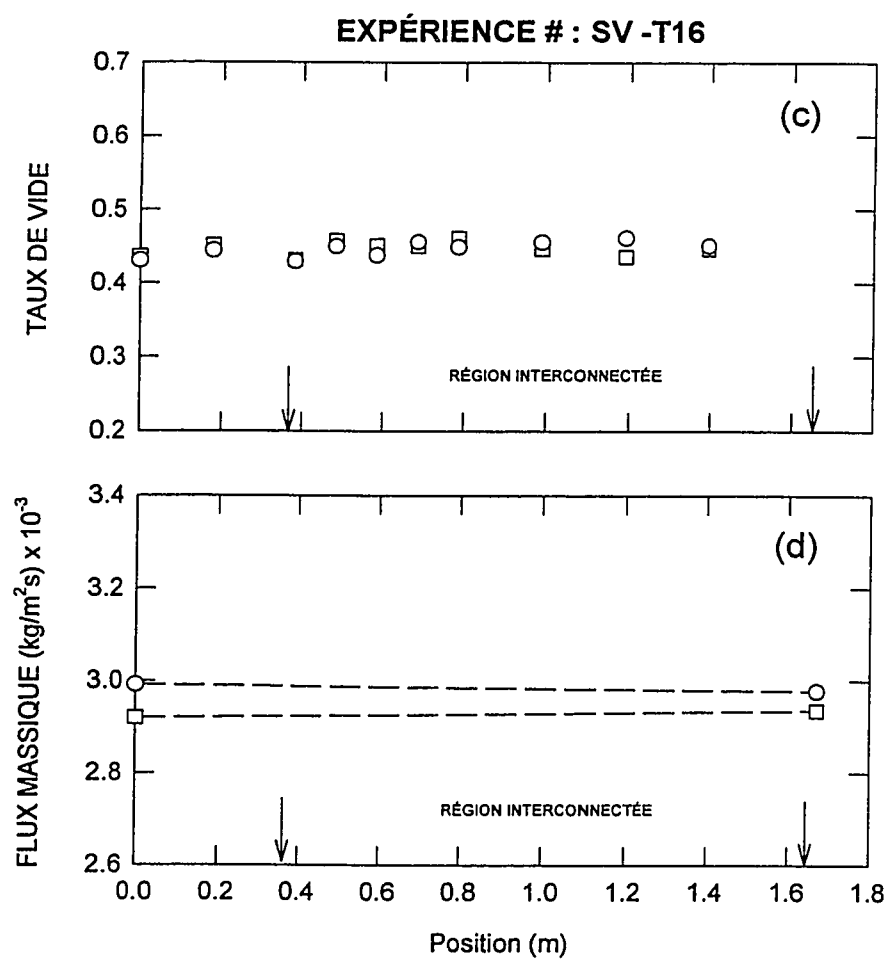 EXPÉRIENCE # : SV -T16
0.7
0.6
0.5
0.4
0.3
0.2
TAUX DE VIDE
(c)
RÉGION INTERCONNECTÉE
3.4
3.2
3.0
2.8
2.6
FLUX MASSIQUE (kg/m²s) x 10⁻³
(d)
RÉGION INTERCONNECTÉE
0.0 0.2 0.4 0.6 0.8 1.0 1.2 1.4 1.6 1.8
Position (m)